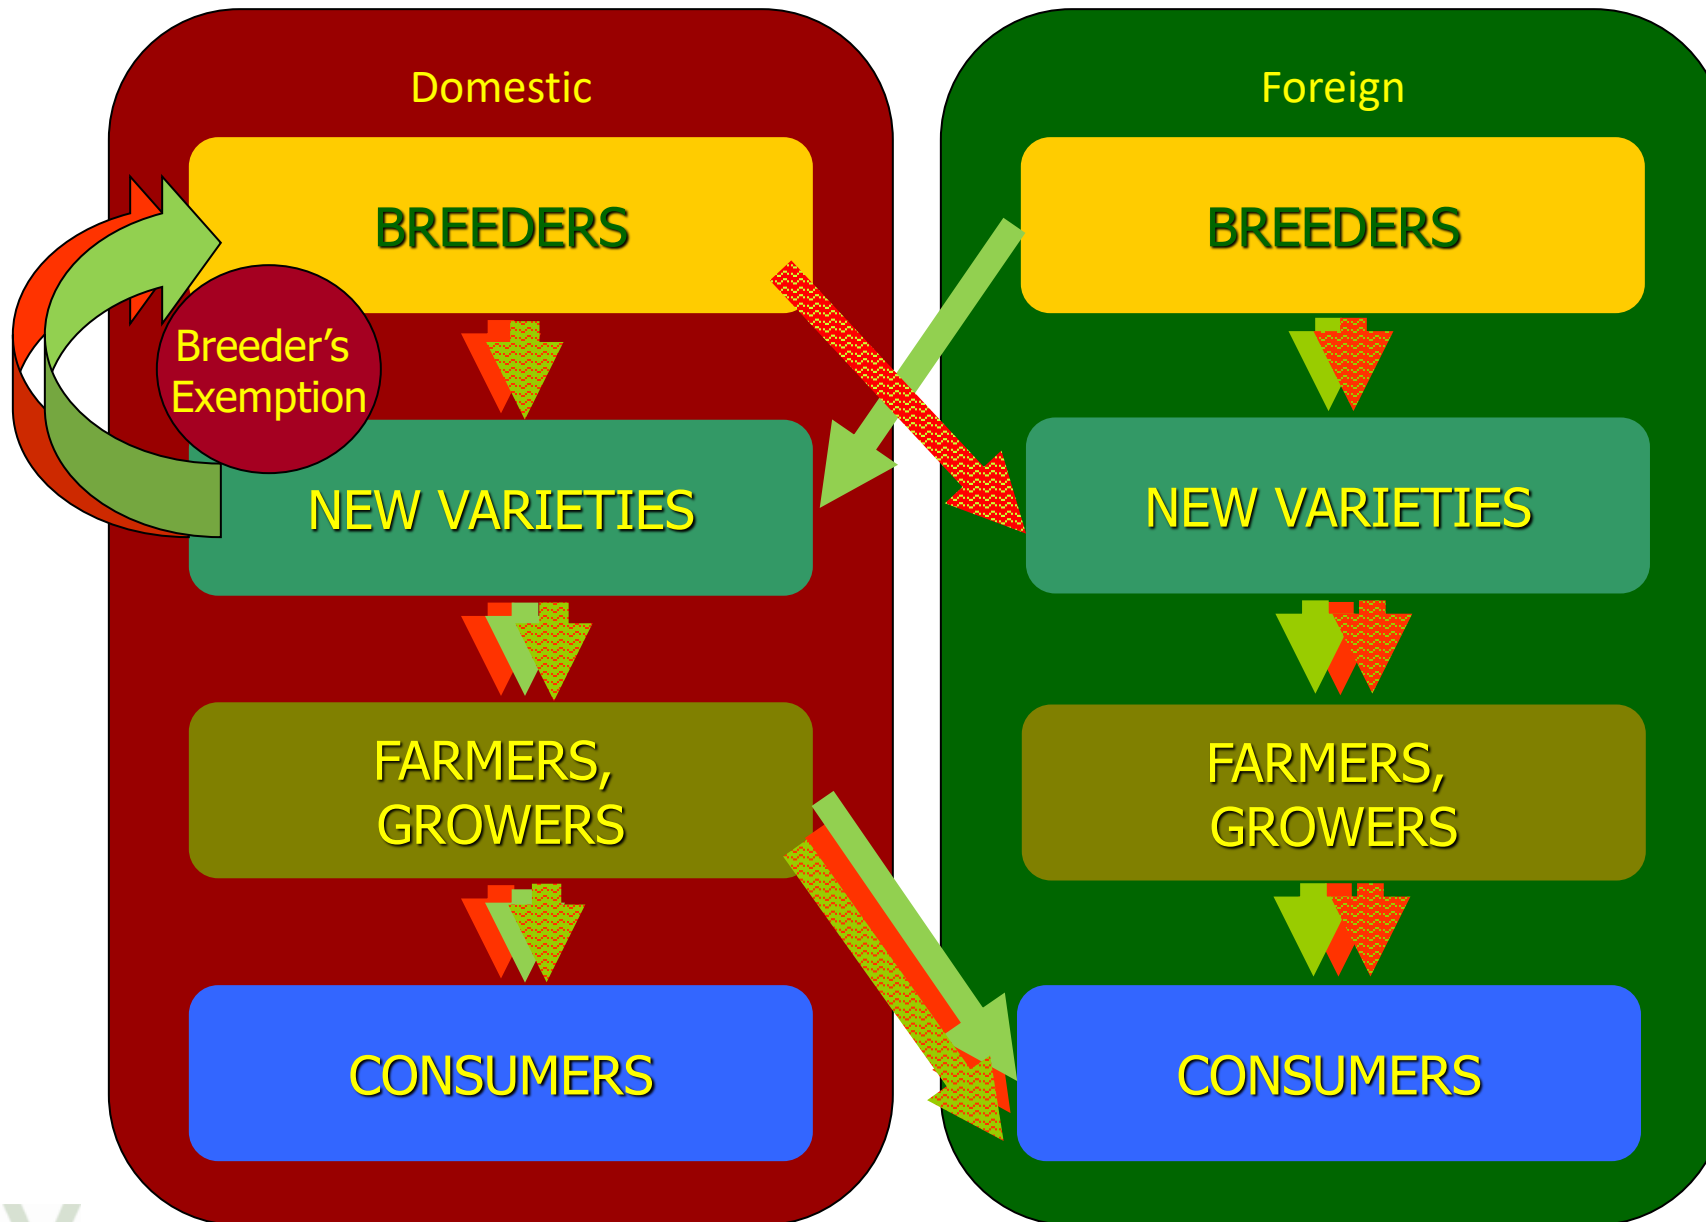 Domestic
BREEDERS
Breeder’s
Exemption
NEW VARIETIES
FARMERS,
GROWERS
CONSUMERS
Foreign
BREEDERS
NEW VARIETIES
FARMERS,
GROWERS
CONSUMERS